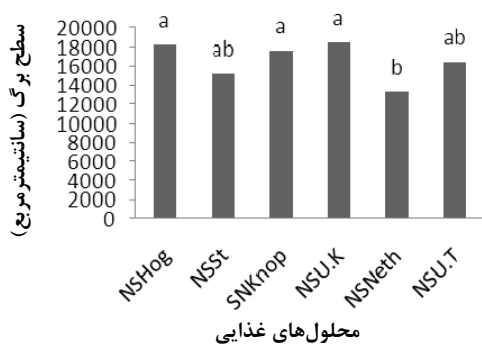 سطح برگ (سانتیمترمربع)
20000
18000
16000
14000
12000
10000
8000
6000
4000
2000
0
a
ab
a
a
b
ab
NSHog
NSSt
SNKnop
NSU.K
NSNeth
NSU.T
محلول‌های غذایی